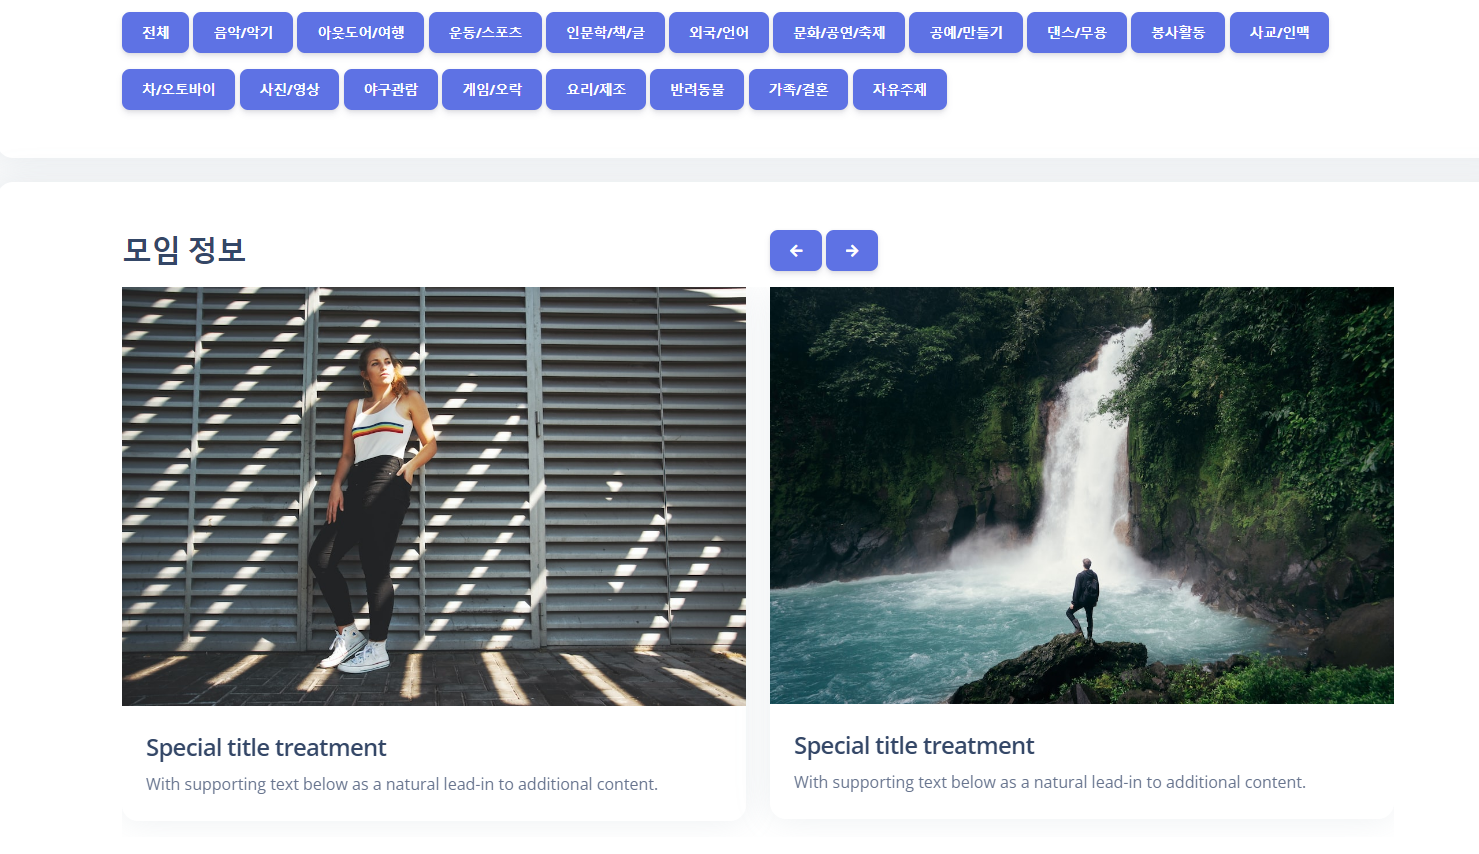 전체 음악/악기 아웃도어/여행 운동/스포츠 인문학/책/글 외국/언어 문화/공연/축제 공예/만들기 댄스/무용 봉사활동 사교/인맥
차/오토바이 사진/영상 야구관람 게임/오락 요리/제조 반려동물 가족/결혼 자유주제
모임 정보
Special title treatment
With supporting text below as a natural lead-in to additional content.
Special title treatment
With supporting text below as a natural lead-in to additional content.